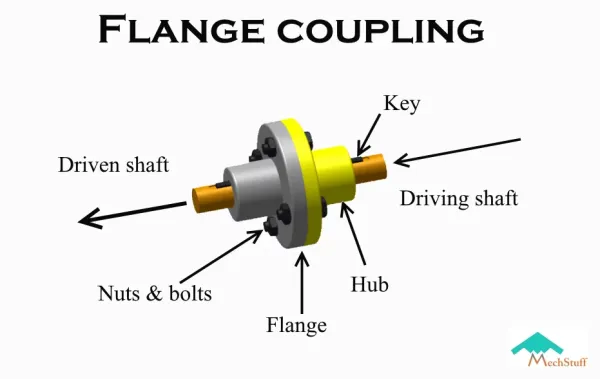 FLANGE COUPLING
Key
Driven shaft
Driving shaft
Nuts & bolts
Hub
Flange
MechStuff